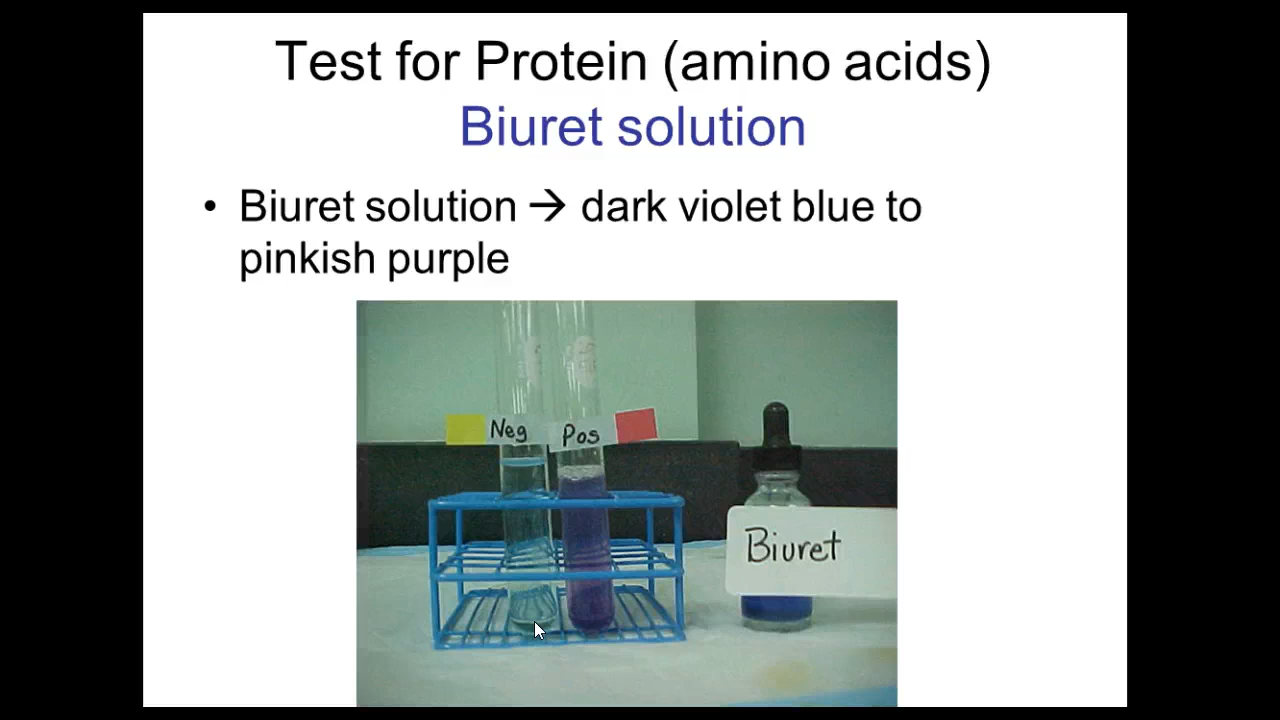 Test for Protein (amino acids)
Biuret solution
• Biuret solution → dark violet blue to
pinkish purple
Neg
Pos
Biuret